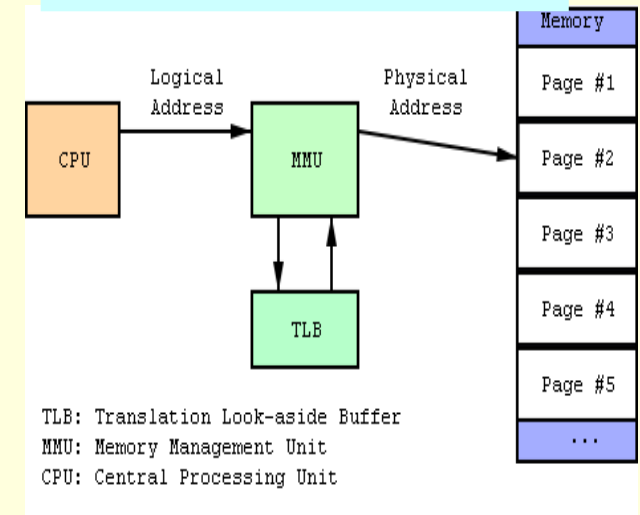 Memory
Logical
Address
Physical
Address
CPU
MMU
TLB
Page #1
Page #2
Page #3
Page #4
Page #5
...
TLB: Translation Look-aside Buffer
MMU: Memory Management Unit
CPU: Central Processing Unit